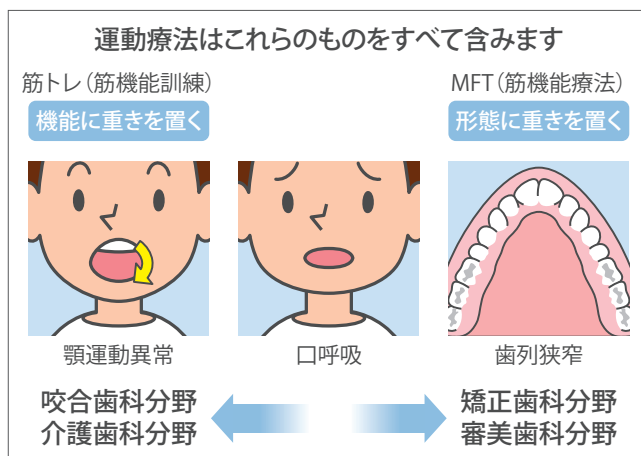 運動療法はこれらのものをすべて含みます
筋トレ（筋機能訓練）
機能に重きを置く
MFT（筋機能療法）
形態に重きを置く
顎運動異常
口呼吸
歯列狭窄
咬合歯科分野
介護歯科分野
矯正歯科分野
審美歯科分野